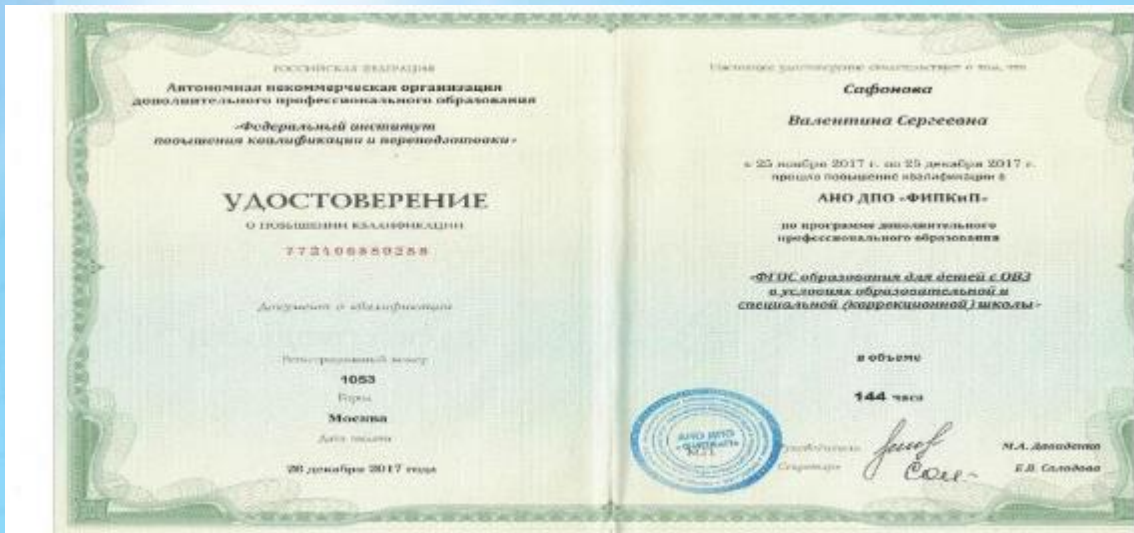 РОССИЙСКАЯ ФЕДЕРАЦИЯ
Автономная некоммерческая организация
дополнительного профессионального образования
«Федеральный институт
повышения квалификации и переподготовки»
УДОСТОВЕРЕНИЕ
О ПОВЫШЕНИИ КВАЛИФИКАЦИИ
Документ о квалификации
Регистрационный номер
1053
Город
Москва
Дата выдачи
26 декабря 2017 года
Настоящее удостоверение свидетельствует о том, что
Сафонова
Валентина Сергеевна
с 25 ноября 2017 г. по 25 декабря 2017 г.
прошла повышение квалификации в
АНО ДПО «ФИПКиП»
по программе дополнительного
профессионального образования
«ФГОС образования для детей с ОВЗ
в условиях образовательной и
специальной (коррекционной) школы»
в объеме
144 часа
АНО ДПО
«ФИПКиП»
М.П.
Руководитель
М.А. Давиденко
Секретарь
Е.В. Солодова